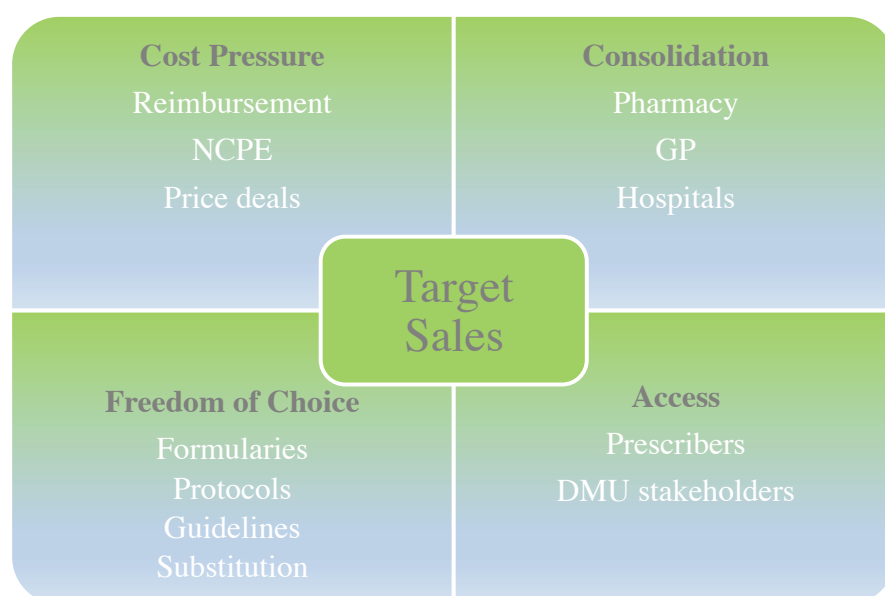 Cost Pressure
Reimbursement
NCPE
Price deals
Consolidation
Pharmacy
GP
Hospitals
Target
Sales
Freedom of Choice
Formularies
Protocols
Guidelines
Substitution
Access
Prescribers
DMU stakeholders